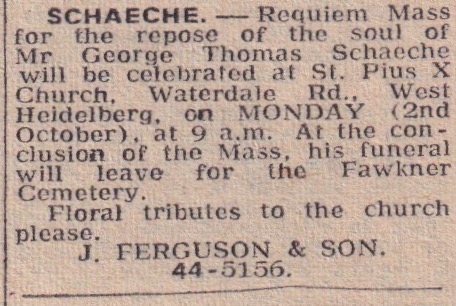 SCHAECHE. — Requiem Mass
for the repose of the soul of
Mr George Thomas Schaeche
will be celebrated at St. Pius X
Church, Waterdale Rd., West
Heidelberg, on MONDAY (2nd
October), at 9 a.m. At the con-
clusion of the Mass, his funeral
will leave for the Fawkner
Cemetery.
Floral tributes to the church
please.
J. FERGUSON & SON.
44-5156.